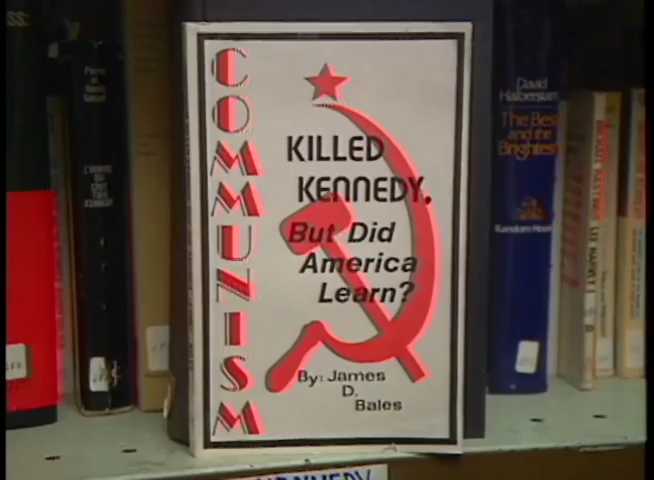 COMMUNISM
KILLED
KENNEDY,
But Did
America
Learn?
By: James
D.
Bales
David
Halberstam
The Best
and the
Brightest
Random House
KENNEDY